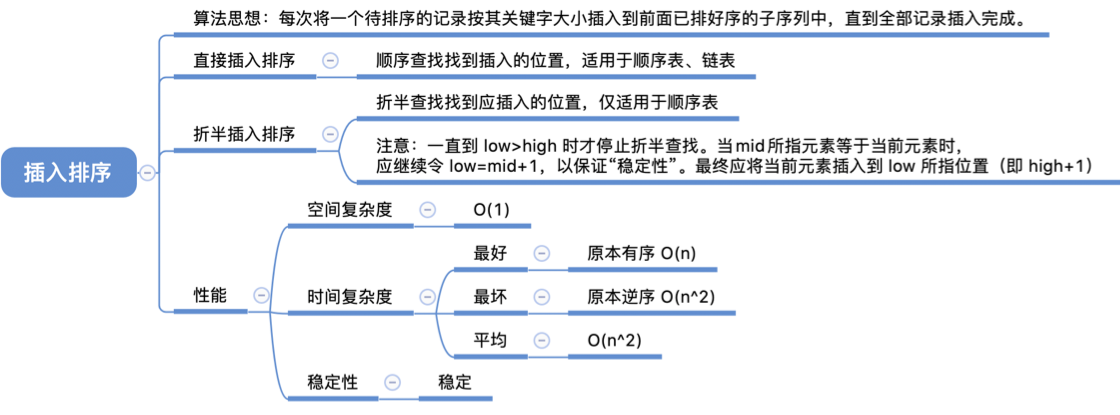 插入排序
算法思想：每次将一个待排序的记录按其关键字大小插入到前面已排好序的子序列中，直到全部记录插入完成。
直接插入排序
顺序查找找到插入的位置，适用于顺序表、链表
折半插入排序
折半查找找到应插入的位置，仅适用于顺序表
注意：一直到 low>high 时才停止折半查找。当mid所指元素等于当前元素时，
应继续令 low=mid+1，以保证“稳定性”。最终应将当前元素插入到 low 所指位置（即 high+1）
性能
空间复杂度
O(1)
时间复杂度
最好
原本有序 O(n)
最坏
原本逆序 O(n^2)
平均
O(n^2)
稳定性
稳定